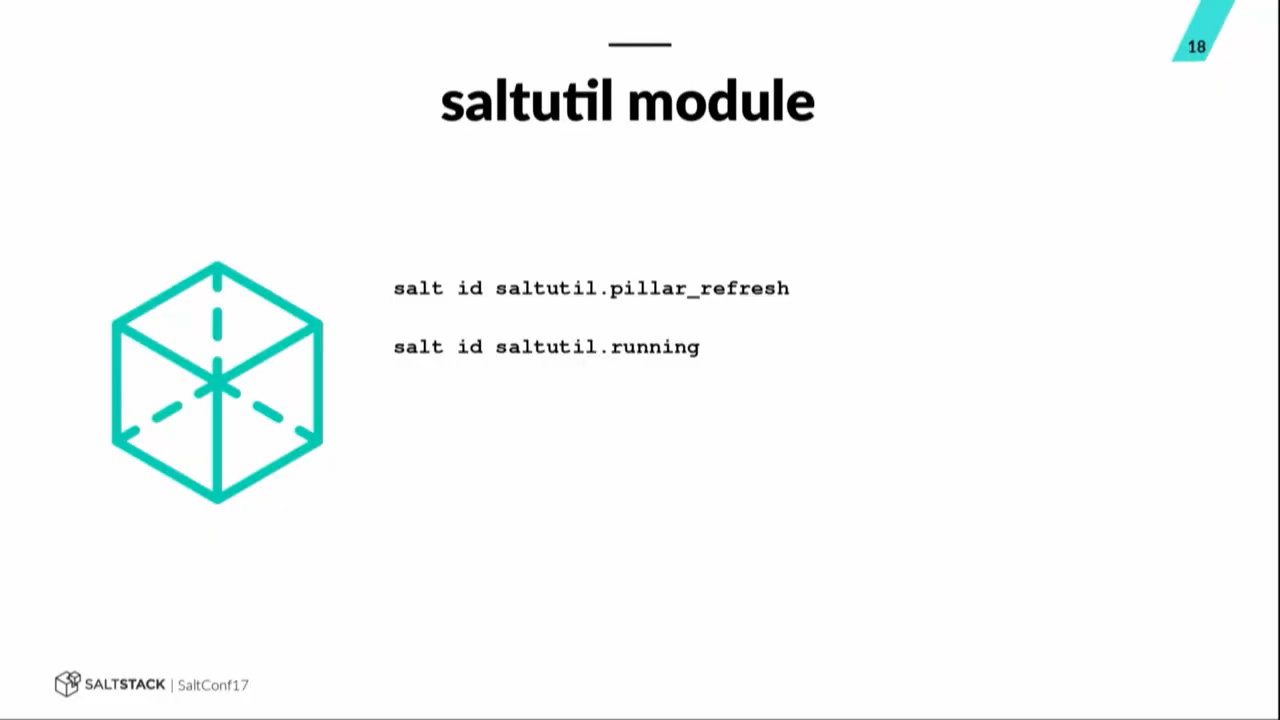 18
saltutil module
salt id saltutil.pillar_refresh
salt id saltutil.running
SALTSTACK | SaltConf17